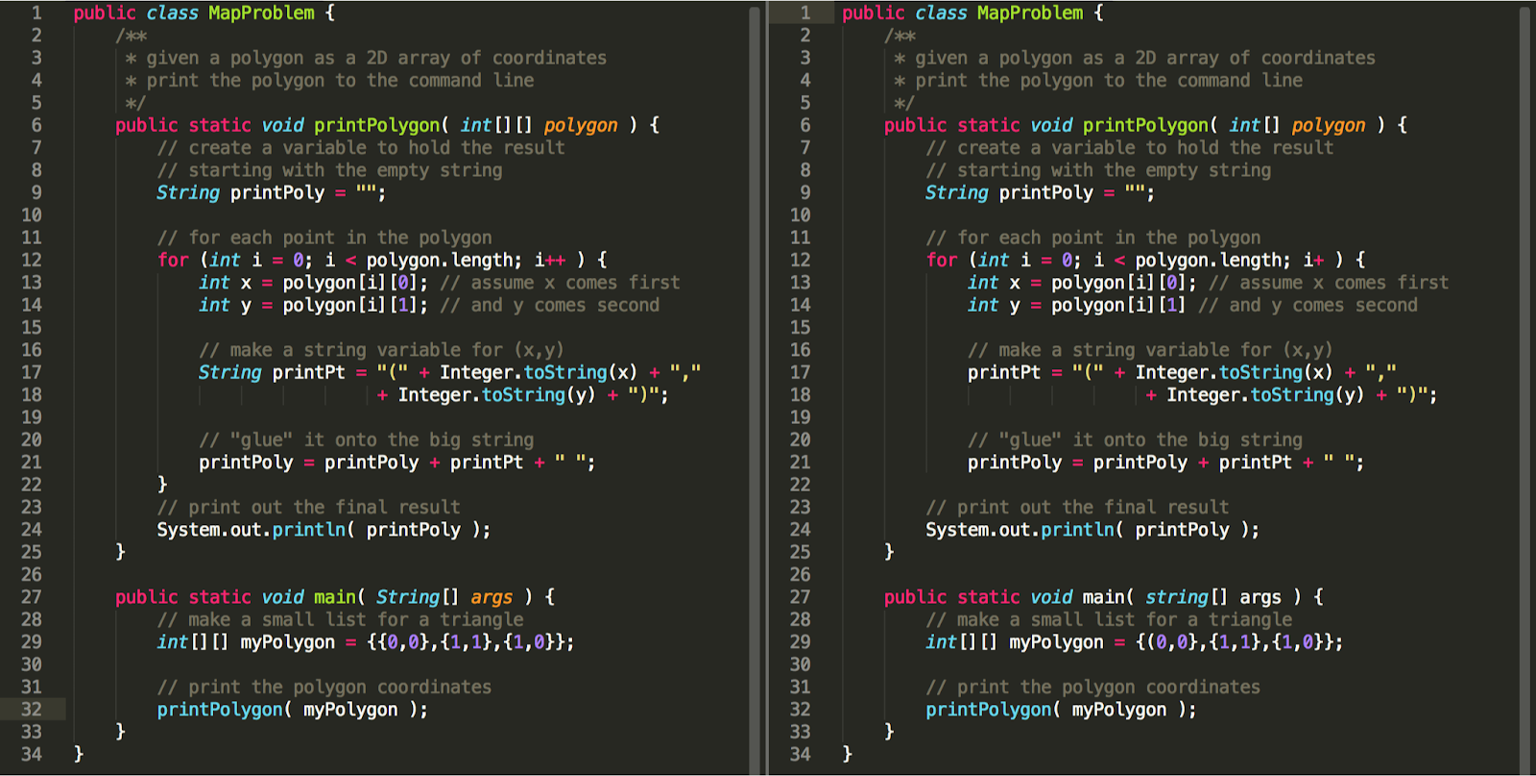 1 public class MapProblem {
2 /**
3 * given a polygon as a 2D array of coordinates
4 * print the polygon to the command line
5 */
6 public static void printPolygon( int[][] polygon ) {
7 // create a variable to hold the result
8 // starting with the empty string
9 String printPoly = "";
10
11 // for each point in the polygon
12 for (int i = 0; i < polygon.length; i++ ) {
13 int x = polygon[i][0]; // assume x comes first
14 int y = polygon[i][1]; // and y comes second
15
16 // make a string variable for (x,y)
17 String printPt = "(" + Integer.toString(x) + ","
18 + Integer.toString(y) + ")";
19
20 // "glue" it onto the big string
21 printPoly = printPoly + printPt + " ";
22 }
23 // print out the final result
24 System.out.println( printPoly );
25 }
26
27 public static void main( String[] args ) {
28 // make a small list for a triangle
29 int[][] myPolygon = {{0,0},{1,1},{1,0}};
30
31 // print the polygon coordinates
32 printPolygon( myPolygon );
33 }
34 }
1 public class MapProblem {
2 /**
3 * given a polygon as a 2D array of coordinates
4 * print the polygon to the command line
5 */
6 public static void printPolygon( int[] polygon ) {
7 // create a variable to hold the result
8 // starting with the empty string
9 String printPoly = "";
10
11 // for each point in the polygon
12 for (int i = 0; i < polygon.length; i+ ) {
13 int x = polygon[i][0]; // assume x comes first
14 int y = polygon[i][1] // and y comes second
15
16 // make a string variable for (x,y)
17 printPt = "(" + Integer.toString(x) + ","
18 + Integer.toString(y) + ")";
19
20 // "glue" it onto the big string
21 printPoly = printPoly + printPt + " ";
22
23 // print out the final result
24 System.out.println( printPoly );
25 }
26
27 public static void main( string[] args ) {
28 // make a small list for a triangle
29 int[][] myPolygon = {(0,0},{1,1},{1,0}};
30
31 // print the polygon coordinates
32 printPolygon( myPolygon );
33 }
34 }